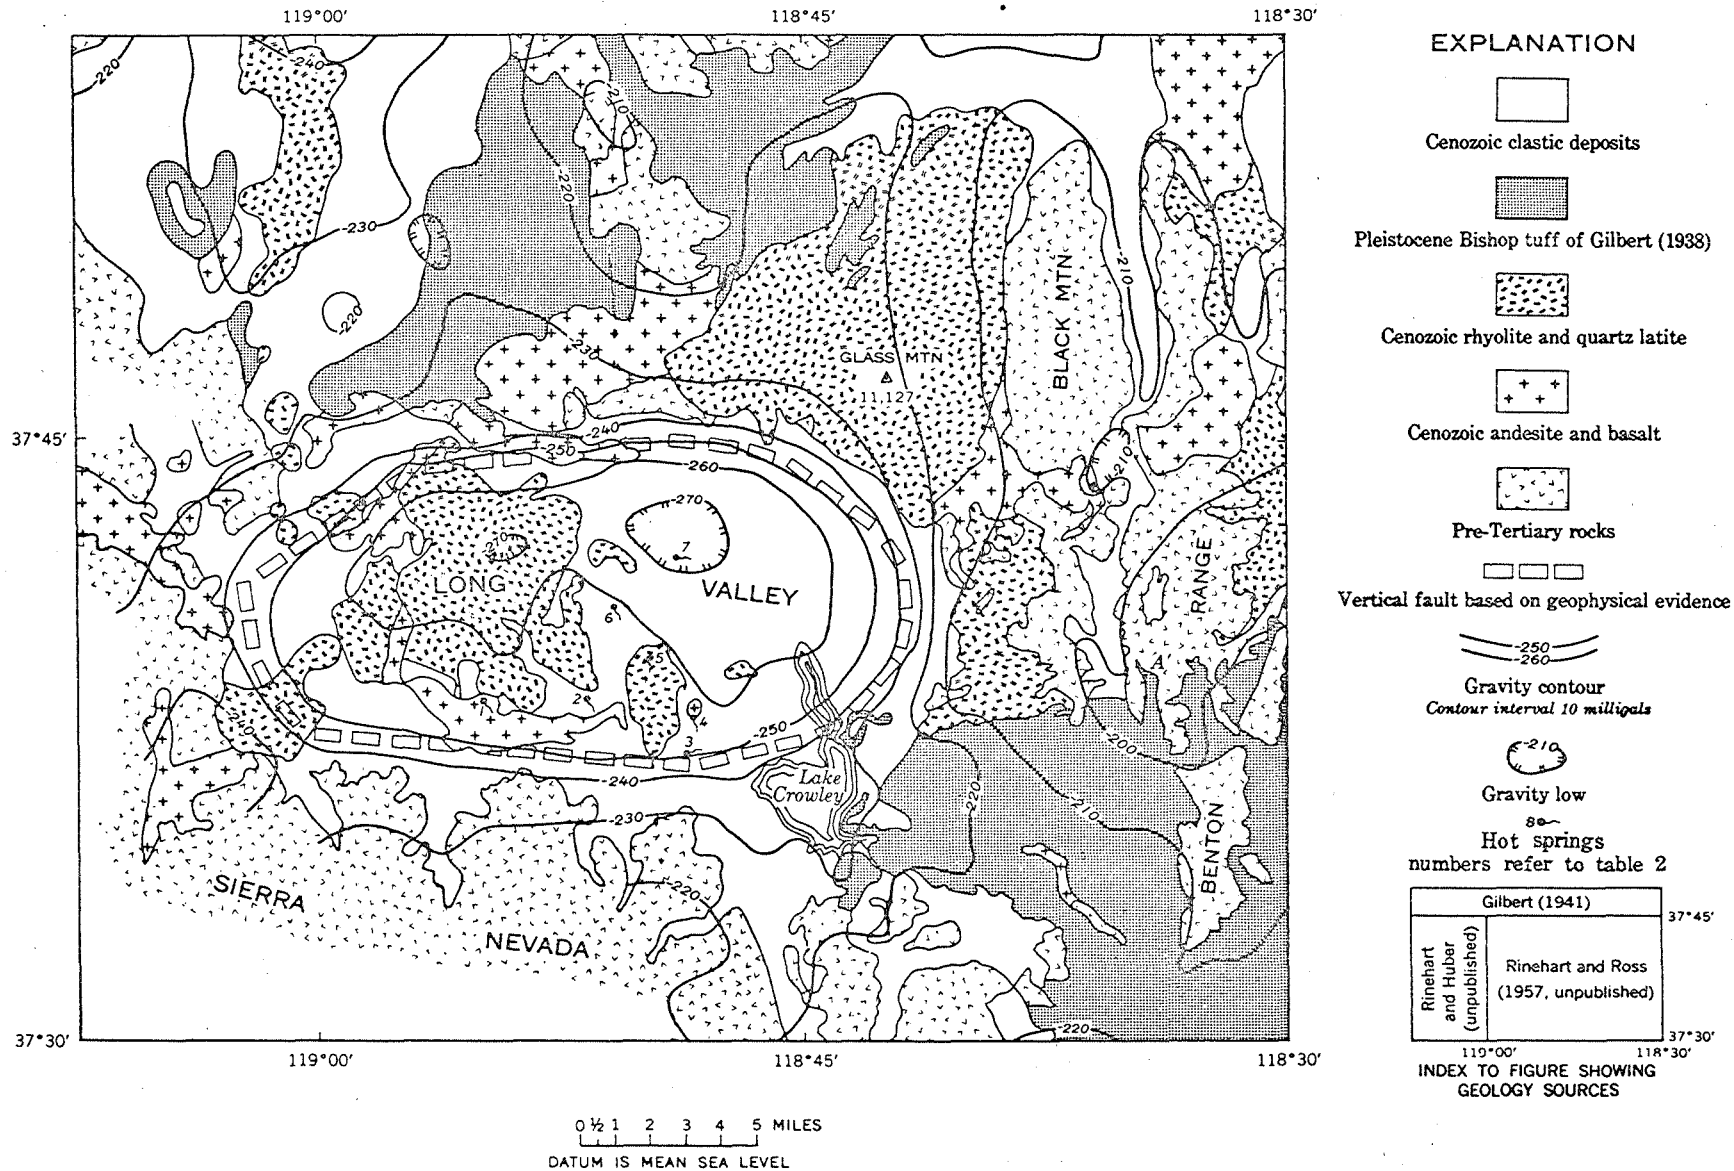 119°00′ 118°45′ 118°30′
-220
-240
-210
-220
-230
-220
-230
-210
BLACK MTN
GLASS MTN
11,127
37°45′
-240
-250
-260
-270
7
-270
-210
LONG VALLEY
6
RANGE
5
A
1
2
4
3
-250
-240
-240
-200
Lake
Crowley
-220
-210
-230
BENTON
-220
SIERRA
NEVADA
-220
37°30′
119°00′ 118°45′ 118°30′
0 ½ 1 2 3 4 5 MILES
DATUM IS MEAN SEA LEVEL
EXPLANATION
Cenozoic clastic deposits
Pleistocene Bishop tuff of Gilbert (1938)
Cenozoic rhyolite and quartz latite
Cenozoic andesite and basalt
Pre-Tertiary rocks
Vertical fault based on geophysical evidence
-250
-260
Gravity contour
Contour interval 10 milligals
-210
Gravity low
8
Hot springs
numbers refer to table 2
Gilbert (1941)
37°45′
Rinehart
and Huber
(unpublished)
Rinehart and Ross
(1957, unpublished)
37°30′
119°00′ 118°30′
INDEX TO FIGURE SHOWING
GEOLOGY SOURCES